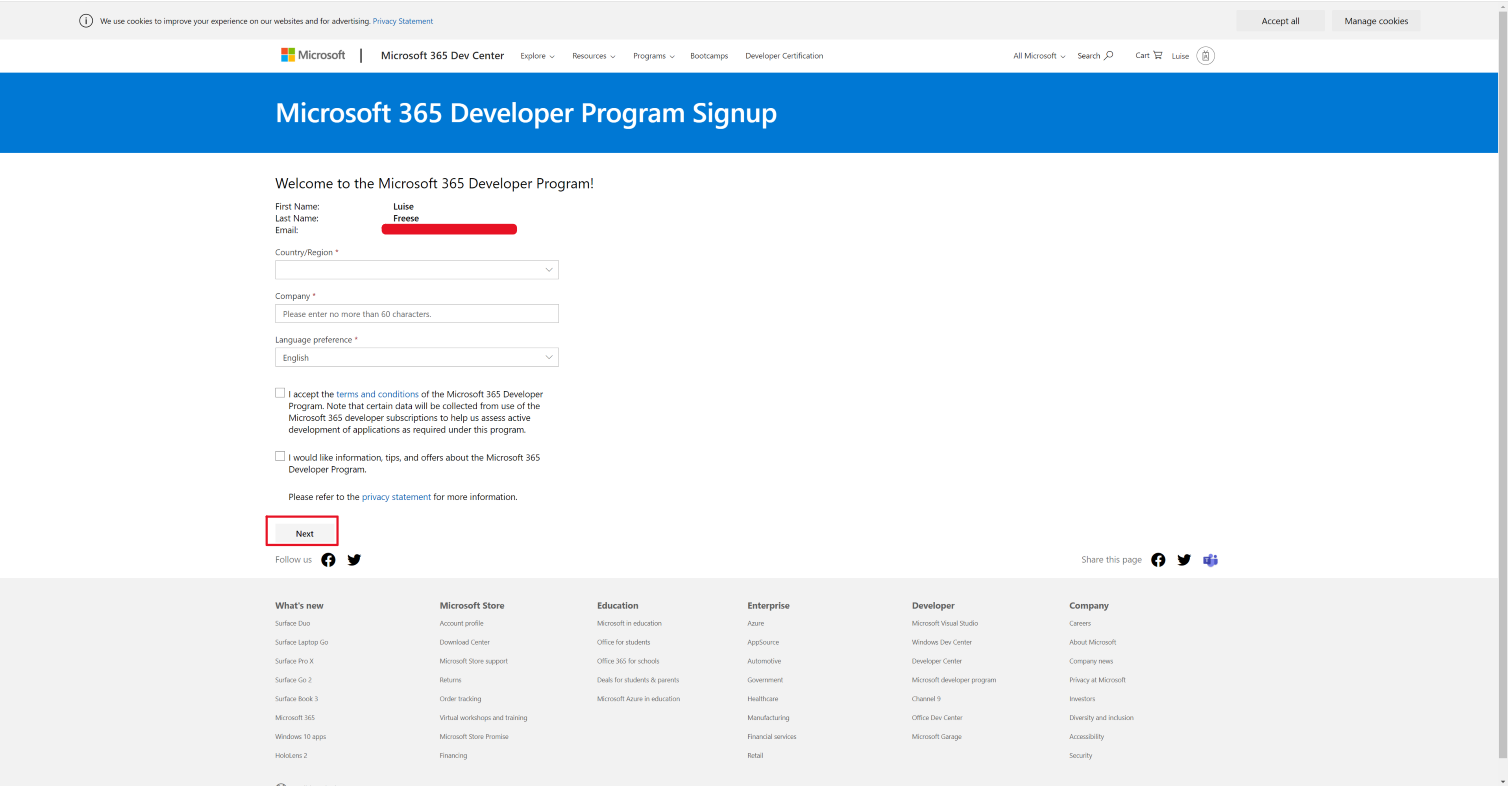 We use cookies to improve your experience on our websites and for advertising. Privacy Statement
Accept all
Manage cookies
Microsoft
Microsoft 365 Dev Center
Explore
Resources
Programs
Bootcamps
Developer Certification
All Microsoft
Search
Cart
Luise
Microsoft 365 Developer Program Signup
Welcome to the Microsoft 365 Developer Program!
First Name: Luise
Last Name: Freese
Email:
Country/Region *
Company *
Please enter no more than 60 characters.
Language preference *
English
I accept the terms and conditions of the Microsoft 365 Developer
Program. Note that certain data will be collected from use of the
Microsoft 365 developer subscriptions to help us assess active
development of applications as required under this program.
I would like information, tips, and offers about the Microsoft 365
Developer Program.
Please refer to the privacy statement for more information.
Next
Follow us
Share this page
What's new
Surface Duo
Surface Laptop Go
Surface Pro X
Surface Go 2
Surface Book 3
Microsoft 365
Windows 10 apps
HoloLens 2
Microsoft Store
Account profile
Download Center
Microsoft Store support
Returns
Order tracking
Virtual workshops and training
Microsoft Store Promise
Financing
Education
Microsoft in education
Office for students
Office 365 for schools
Deals for students & parents
Microsoft Azure in education
Enterprise
Azure
AppSource
Automotive
Government
Healthcare
Manufacturing
Financial services
Retail
Developer
Microsoft Visual Studio
Windows Dev Center
Developer Center
Microsoft developer program
Channel 9
Office Dev Center
Microsoft Garage
Company
Careers
About Microsoft
Company news
Privacy at Microsoft
Investors
Diversity and inclusion
Accessibility
Security